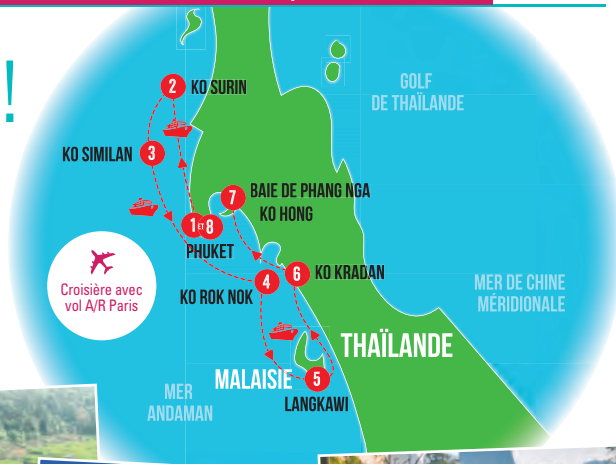 !
2 KO SURIN
GOLF
DE THAÏLANDE
KO SIMILAN 3
7 BAIE DE PHANG NGA
KO HONG
1 ET 8
PHUKET
Croisière avec
vol A/R Paris
6 KO KRADAN
4
KO ROK NOK
MER DE CHINE
MÉRIDIONALE
THAÏLANDE
MALAISIE 5
LANGKAWI
MER
ANDAMAN